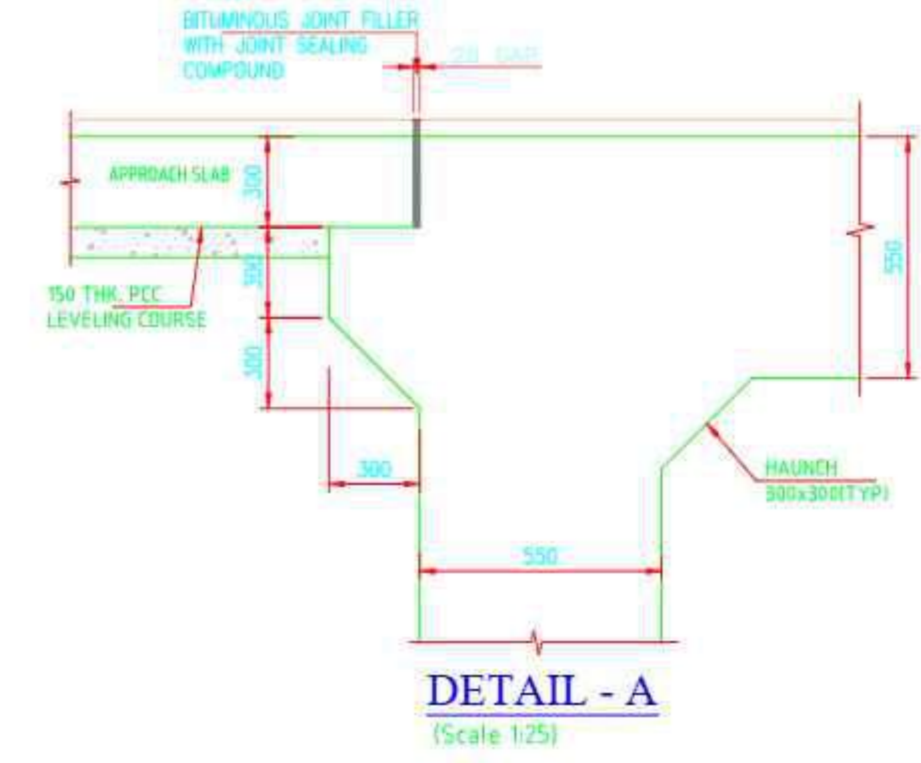 BITUMINOUS JOINT FILLER
WITH JOINT SEALING
COMPOUND
20 GAP
APPROACH SLAB
300
300
300
550
150 THK. PCC
LEVELING COURSE
300
HAUNCH
300x300(TYP)
550
DETAIL - A
(Scale 1:25)